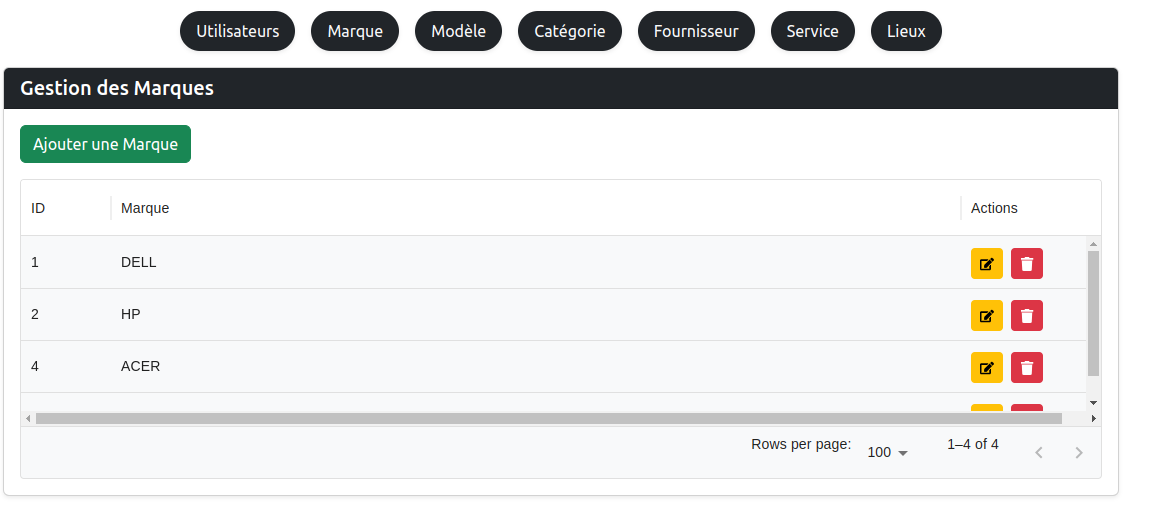 Utilisateurs Marque Modèle Catégorie Fournisseur Service Lieux
Gestion des Marques
Ajouter une Marque
ID Marque Actions
1 DELL
2 HP
4 ACER
Rows per page: 100 1–4 of 4